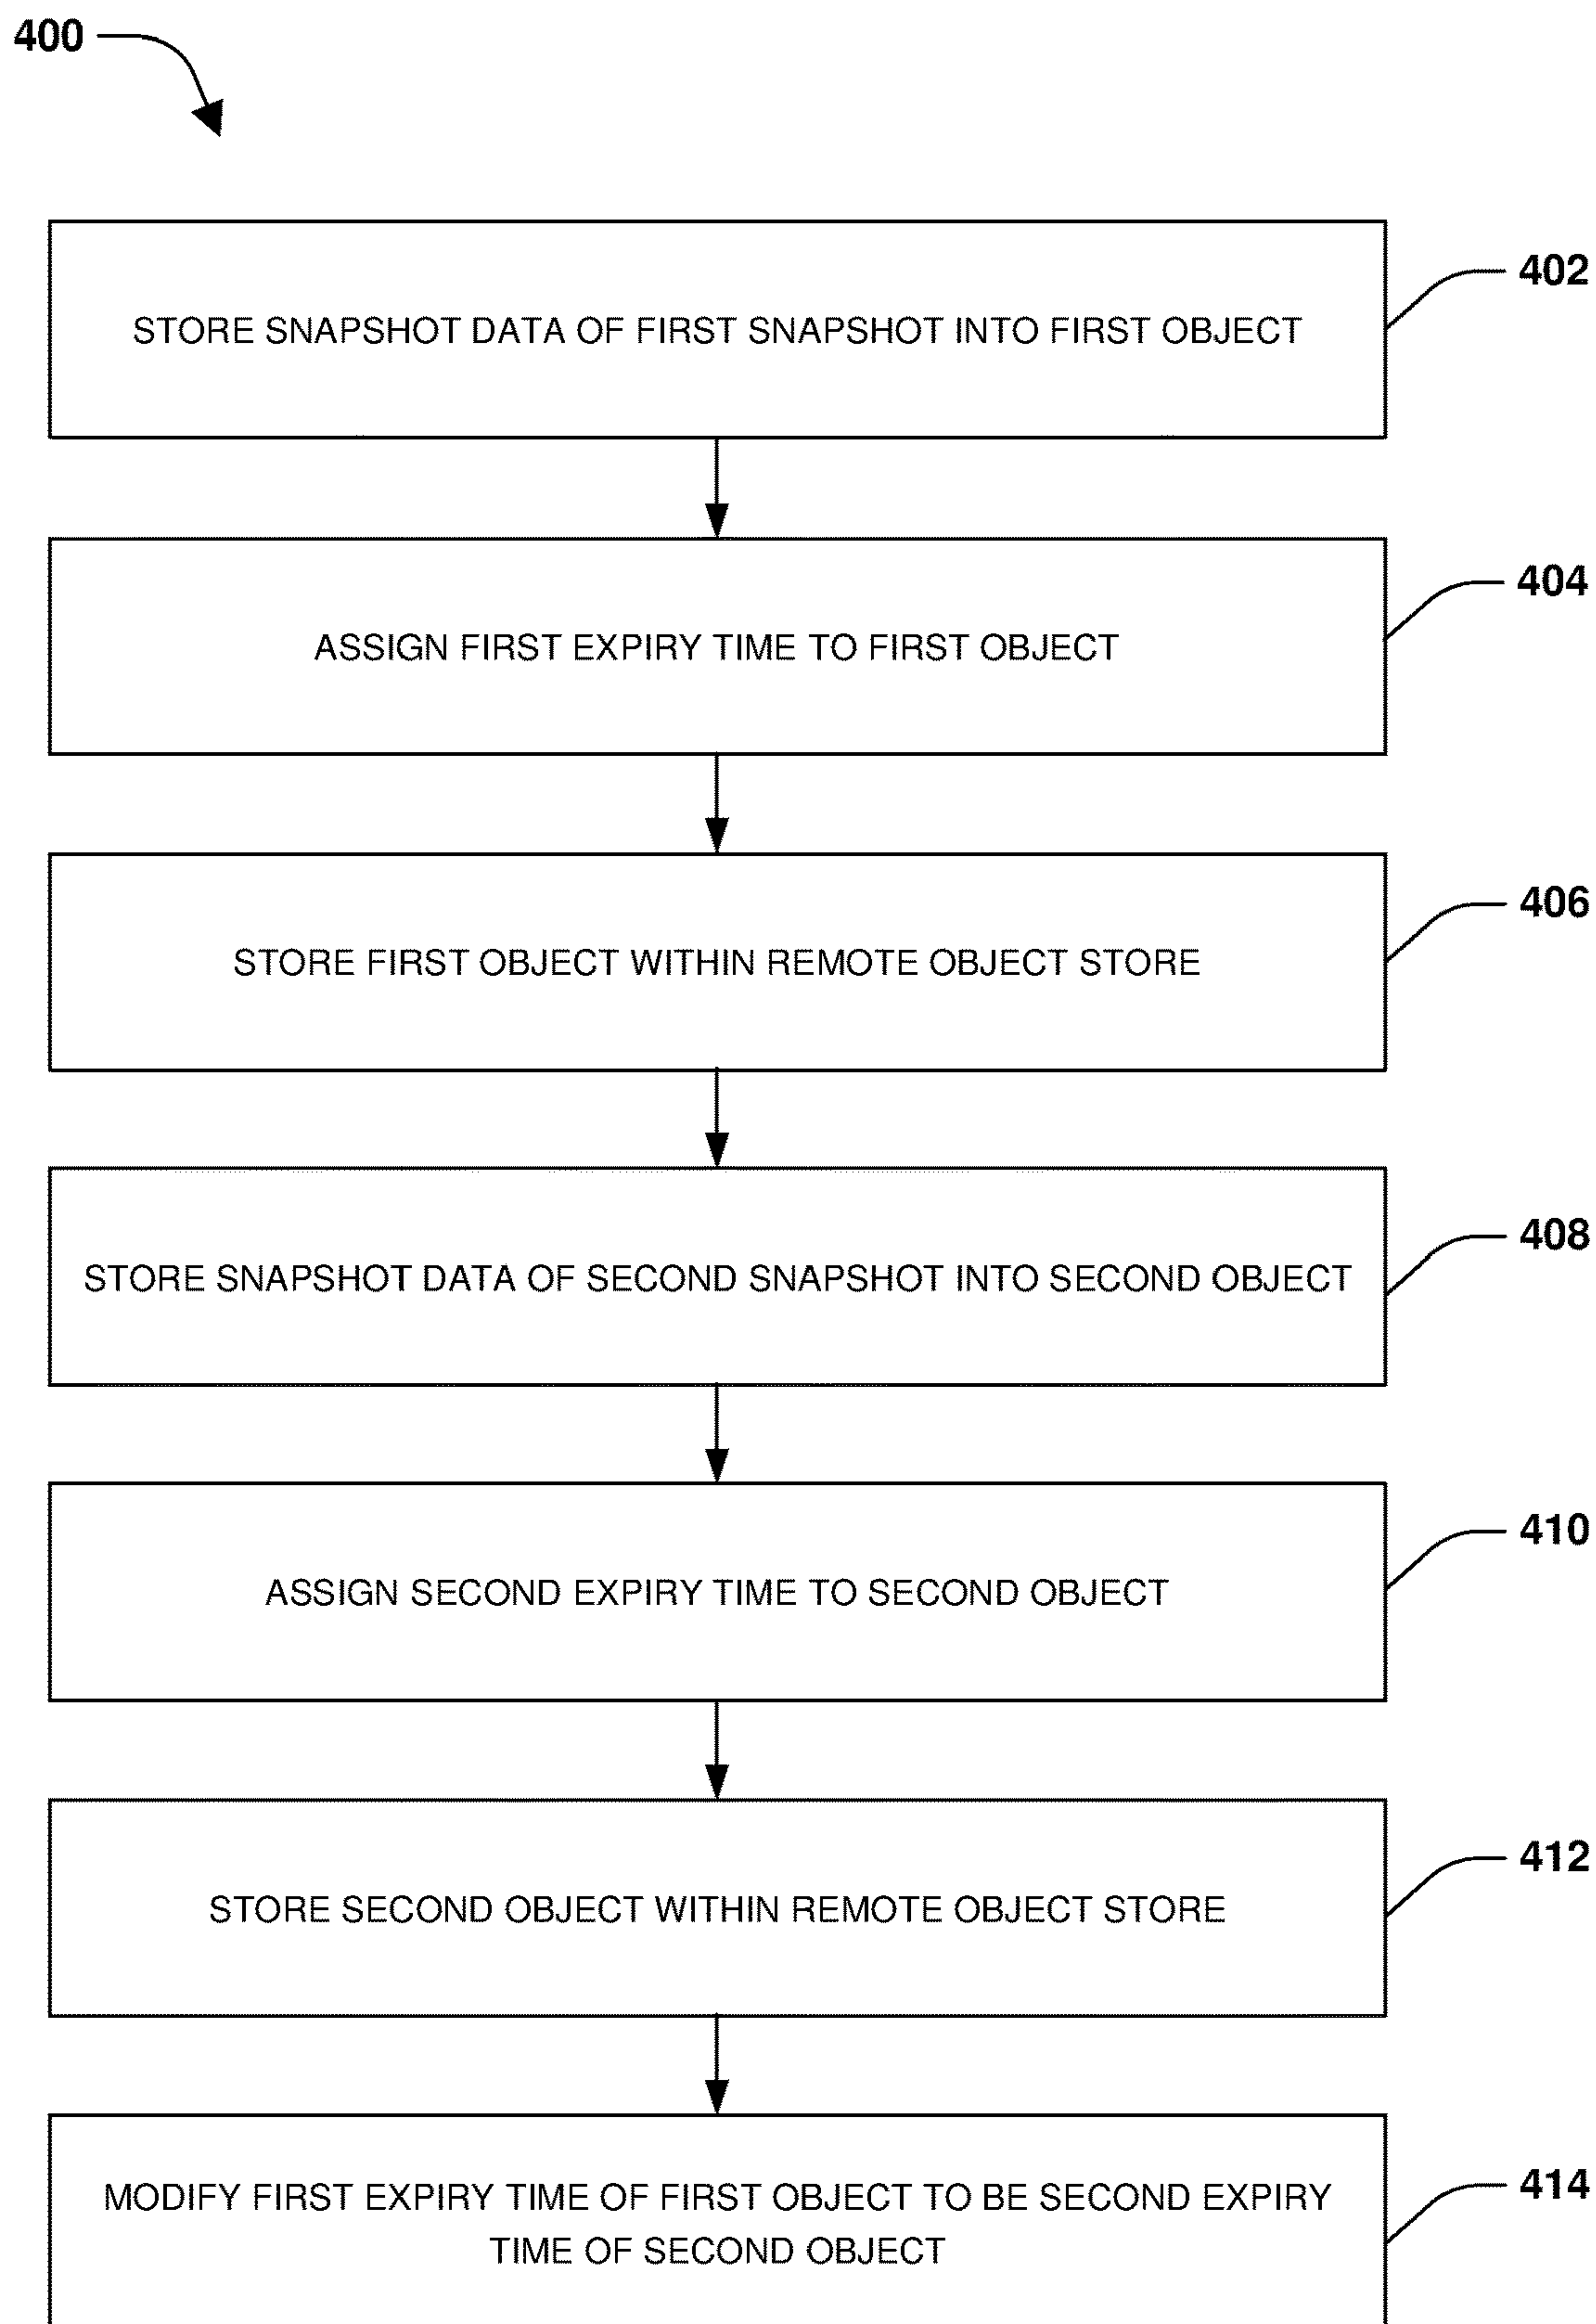 400
402
STORE SNAPSHOT DATA OF FIRST SNAPSHOT INTO FIRST OBJECT
404
ASSIGN FIRST EXPIRY TIME TO FIRST OBJECT
406
STORE FIRST OBJECT WITHIN REMOTE OBJECT STORE
408
STORE SNAPSHOT DATA OF SECOND SNAPSHOT INTO SECOND OBJECT
410
ASSIGN SECOND EXPIRY TIME TO SECOND OBJECT
412
STORE SECOND OBJECT WITHIN REMOTE OBJECT STORE
414
MODIFY FIRST EXPIRY TIME OF FIRST OBJECT TO BE SECOND EXPIRY
TIME OF SECOND OBJECT